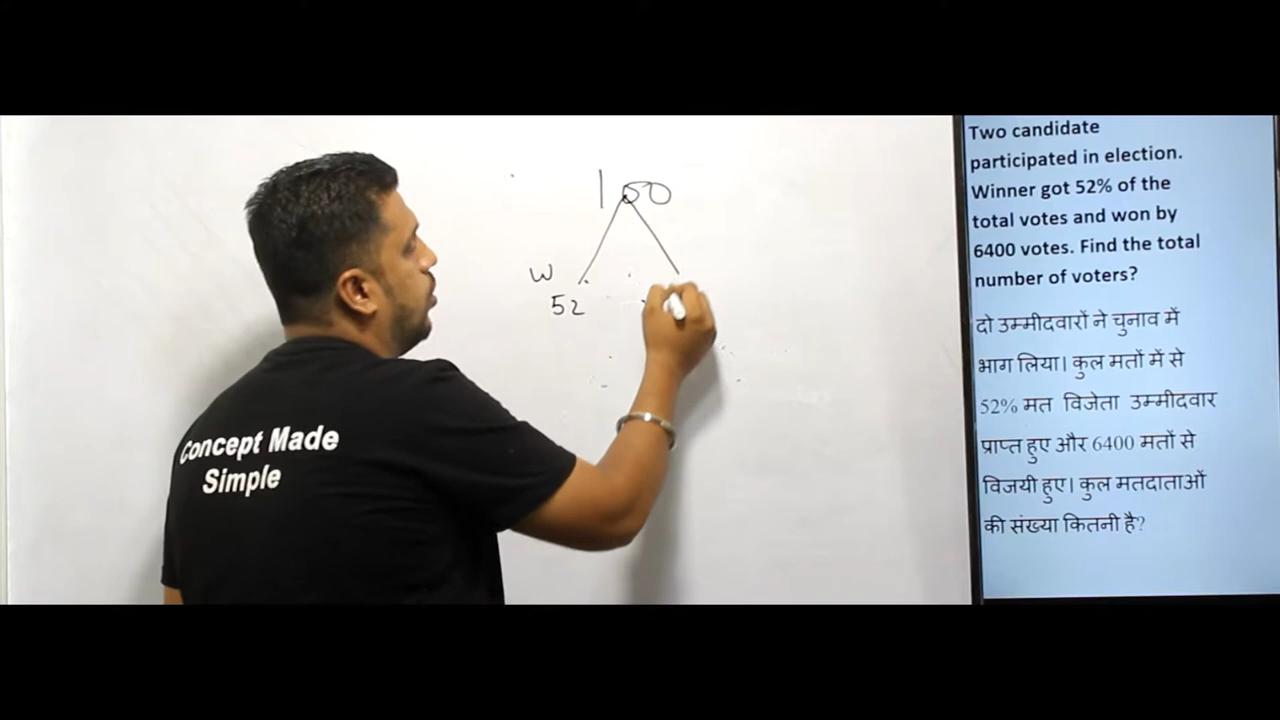 100
W
52
Concept Made
Simple
Two candidate
participated in election.
Winner got 52% of the
total votes and won by
6400 votes. Find the total
number of voters?
दो उम्मीदवारों ने चुनाव में
भाग लिया। कुल मतों में से
52% मत विजेता उम्मीदवार
प्राप्त हुए और 6400 मतों से
विजयी हुए। कुल मतदाताओं
की संख्या कितनी है?